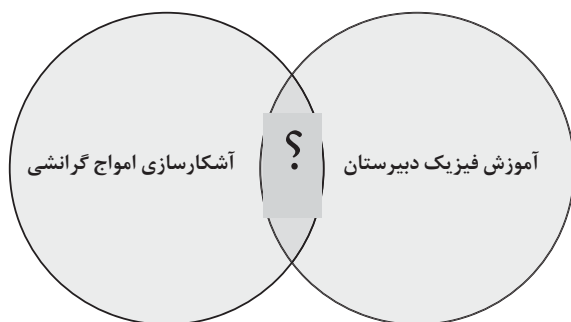 آموزش فیزیک دبیرستان
؟
آشکارسازی امواج گرانشی